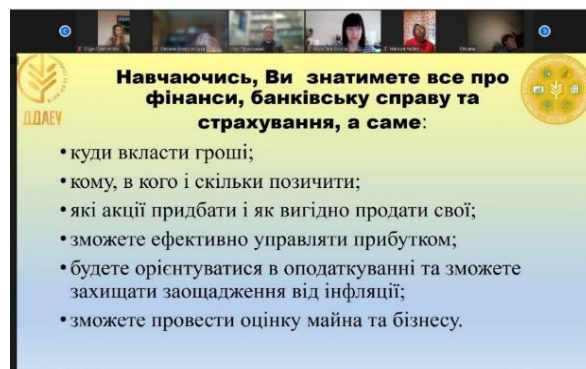 Oksana
ДДАЕУ
Навчаючись, Ви знатимете все про
фінанси, банківську справу та
страхування, а саме:
• куди вкласти гроші;
• кому, в кого і скільки позичити;
• які акції придбати і як вигідно продати свої;
• зможете ефективно управляти прибутком;
• будете орієнтуватися в оподаткуванні та зможете
захищати заощадження від інфляції;
• зможете провести оцінку майна та бізнесу.